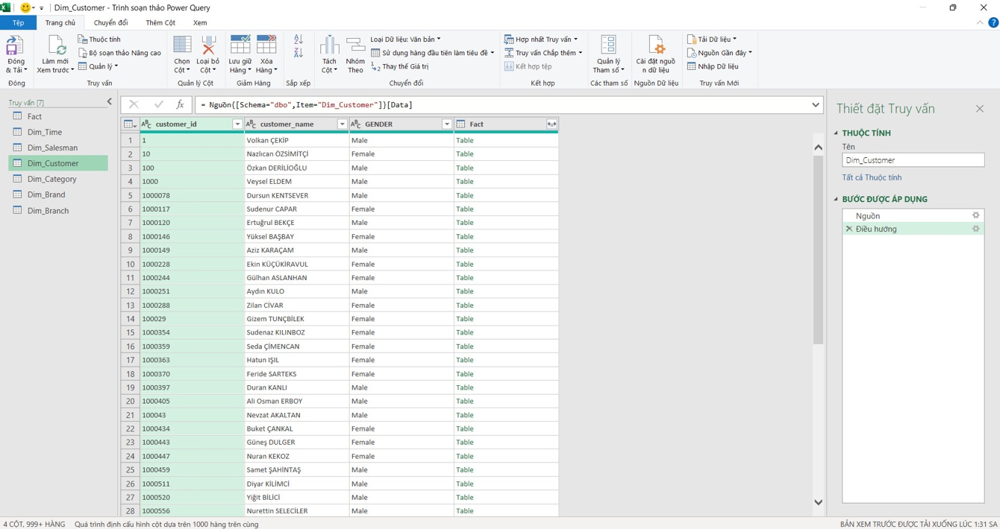 Dim_Customer - Trình soạn thảo Power Query
Tệp Trang chủ Chuyển đổi Thêm Cột Xem
Đóng & Tải
Đóng
Làm mới Xem trước
Thuộc tính
Bộ soạn thảo Nâng cao
Quản lý
Truy vấn
Chọn Cột
Loại bỏ Cột
Quản lý Cột
Lưu giữ Hàng
Xóa Hàng
Giảm Hàng
Sắp xếp
Tách Cột
Nhóm Theo
Loại Dữ liệu: Văn bản
Sử dụng hàng đầu tiên làm tiêu đề
Thay thế Giá trị
Chuyển đổi
Hợp nhất Truy vấn
Truy vấn Chắp thêm
Kết hợp tệp
Kết hợp
Quản lý Tham số
Các tham số
Cài đặt nguồ n dữ liệu
Nguồn Dữ liệu
Tải Dữ liệu
Nguồn Gần đây
Nhập Dữ liệu
Truy vấn Mới
Truy vấn [7]
Fact
Dim_Time
Dim_Salesman
Dim_Customer
Dim_Category
Dim_Brand
Dim_Branch
fx = Nguồn{[Schema="dbo",Item="Dim_Customer"]}[Data]
customer_id customer_name GENDER Fact
1 1 Volkan ÇEKİP Male Table
2 10 Nazlıcan ÖZSİMİTÇİ Female Table
3 100 Özkan DERİLİOĞLU Male Table
4 1000 Veysel ELDEM Male Table
5 1000078 Dursun KENTSEVER Male Table
6 1000117 Sudenur CAPAR Female Table
7 1000120 Ertuğrul BEKÇE Male Table
8 1000146 Yüksel BAŞBAY Female Table
9 1000149 Aziz KARAÇAM Male Table
10 1000228 Ekin KÜÇÜKİRAVUL Female Table
11 1000244 Gülhan ASLANHAN Female Table
12 1000251 Aydın KULO Male Table
13 1000288 Zilan CİVAR Female Table
14 100029 Gizem TUNÇBİLEK Female Table
15 1000354 Sudenaz KILINBOZ Female Table
16 1000359 Seda ÇİMENCAN Female Table
17 1000363 Hatun IŞIL Female Table
18 1000370 Feride SARTEKS Female Table
19 1000397 Duran KANLI Male Table
20 1000405 Ali Osman ERBOY Male Table
21 100043 Nevzat AKALTAN Male Table
22 1000434 Buket ÇANKAL Female Table
23 1000443 Güneş DULGER Female Table
24 1000447 Nuran KEKOZ Female Table
25 1000459 Samet ŞAHİNTAŞ Male Table
26 1000511 Diyar KİLİMCİ Male Table
27 1000520 Yiğit BİLİCİ Male Table
28 1000556 Nurettin SELECİLER Male Table
Thiết đặt Truy vấn
THUỘC TÍNH
Tên
Dim_Customer
Tất cả Thuộc tính
BƯỚC ĐƯỢC ÁP DỤNG
Nguồn
Điều hướng
4 CỘT, 999+ HÀNG Quá trình định cấu hình cột dựa trên 1000 hàng trên cùng BẢN XEM TRƯỚC ĐƯỢC TẢI XUỐNG LÚC 1:31 SA